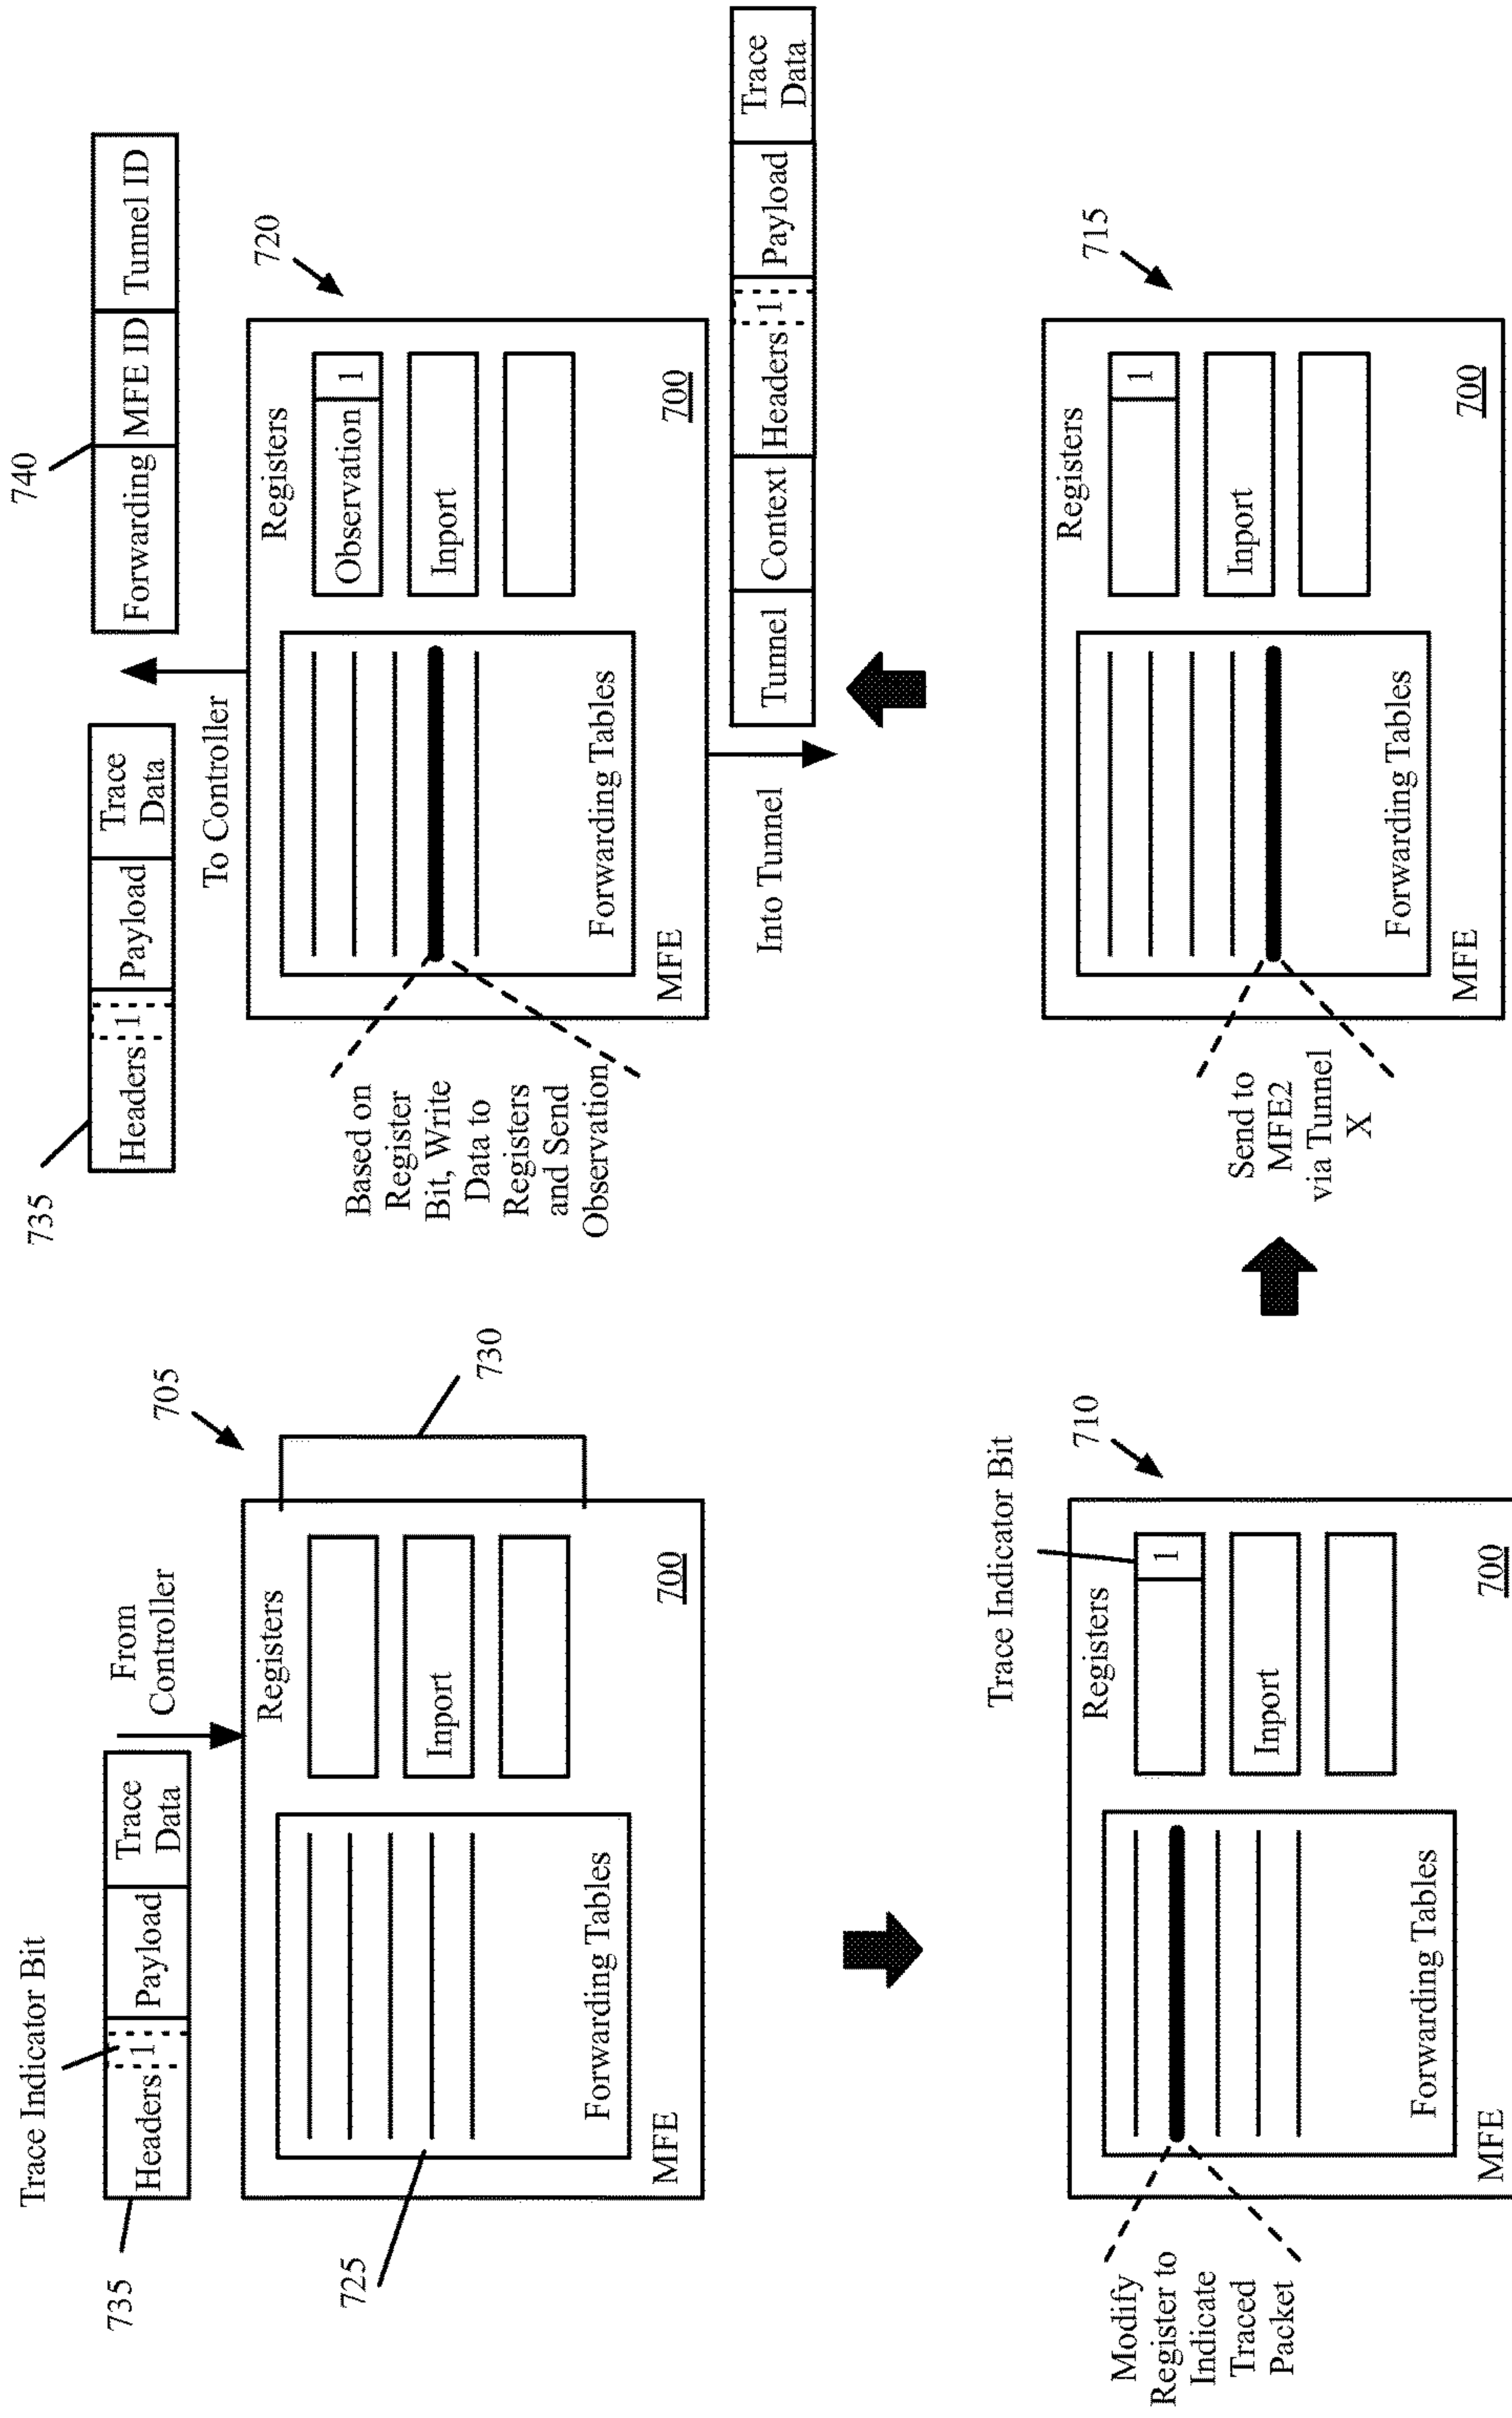 Trace Indicator Bit
735
Headers
1
Payload
Trace
Data
From
Controller
705
730
725
Registers
Inport
Forwarding Tables
MFE
700
Modify
Register to
Indicate
Traced
Packet
Trace Indicator Bit
710
Registers
1
Inport
Forwarding Tables
MFE
700
Send to
MFE2
via Tunnel
X
715
Registers
1
Inport
Forwarding Tables
MFE
700
735
Headers
1
Payload
Trace
Data
To Controller
740
Forwarding
MFE ID
Tunnel ID
720
Based on
Register
Bit, Write
Data to
Registers
and Send
Observation
Registers
Observation
1
Inport
Forwarding Tables
MFE
700
Into Tunnel
Tunnel
Context
Headers
1
Payload
Trace
Data